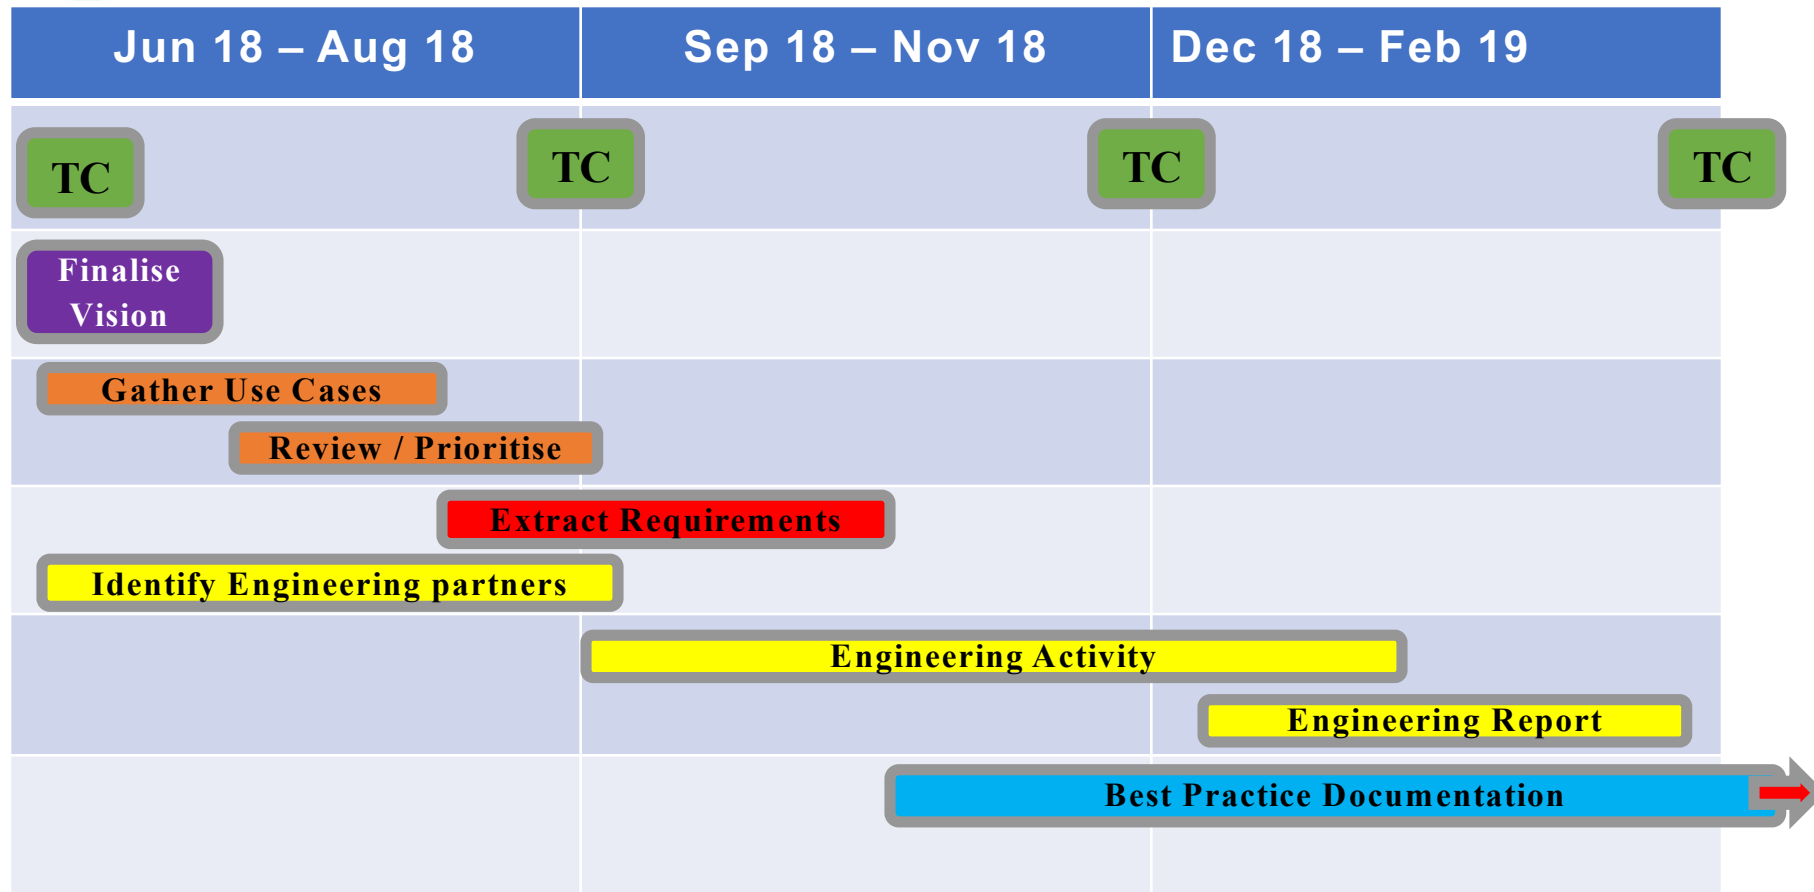 Jun 18 – Aug 18
Sep 18 – Nov 18
Dec 18 – Feb 19
TC
TC
TC
TC
Finalise
Vision
Gather Use Cases
Review / Prioritise
Extract Requirements
Identify Engineering partners
Engineering Activity
Engineering Report
Best Practice Documentation